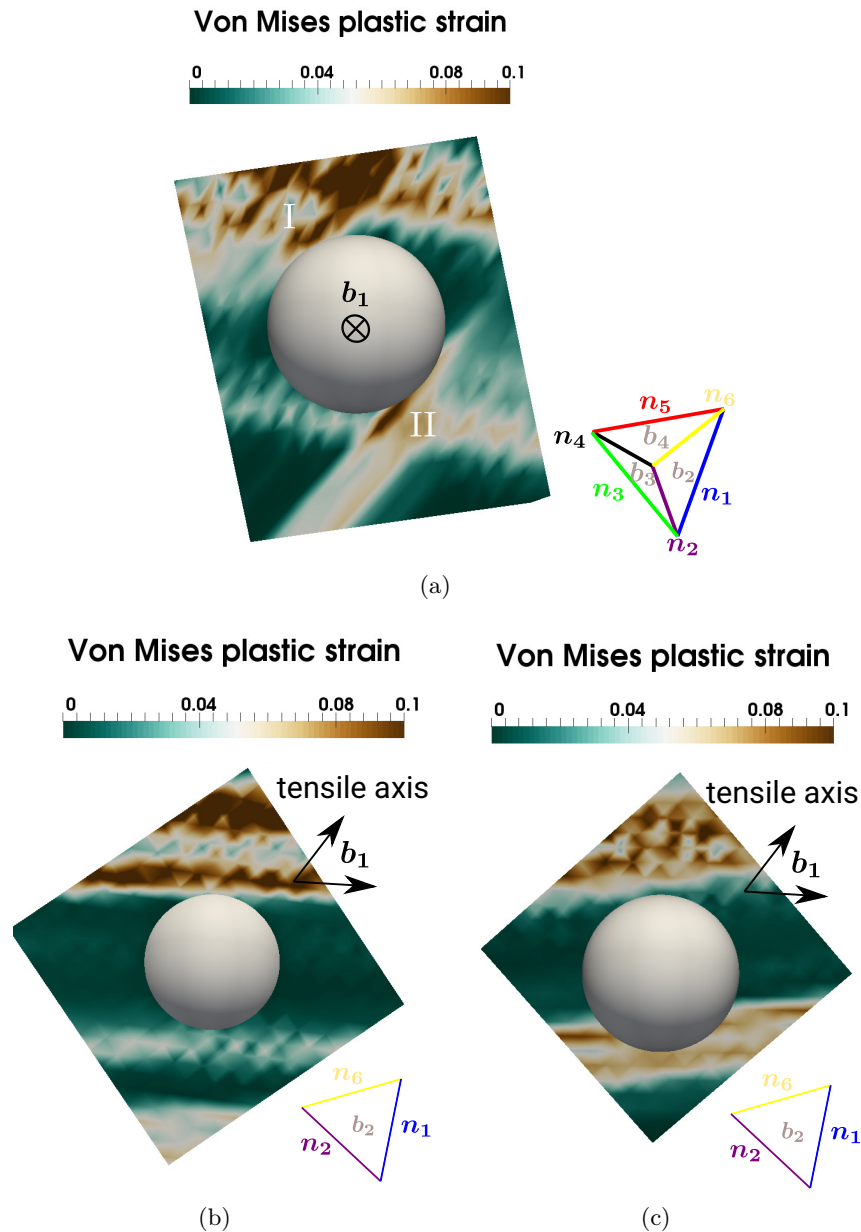 Von Mises plastic strain
0 0.04 0.08 0.1
I
b1
II
n6
n5
b4
n4
b3 b2
n3 n1
n2
(a)
Von Mises plastic strain Von Mises plastic strain
0 0.04 0.08 0.1 0 0.04 0.08 0.1
tensile axis tensile axis
b1 b1
n6 n6
b2 b2
n2 n1 n2 n1
(b) (c)